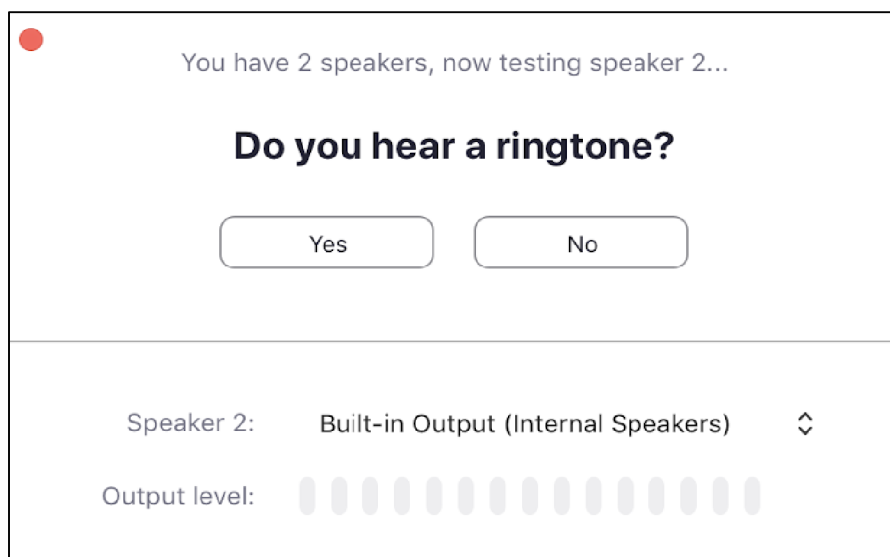 You have 2 speakers, now testing speaker 2...
Do you hear a ringtone?
Yes No
Speaker 2: Built-in Output (Internal Speakers)
Output level: